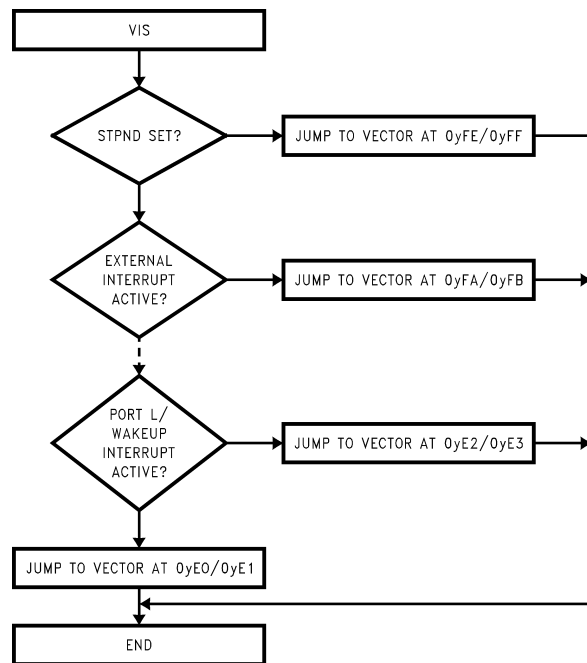 VIS
STPND SET?
JUMP TO VECTOR AT 0yFE/0yFF
EXTERNAL
INTERRUPT
ACTIVE?
JUMP TO VECTOR AT 0yFA/0yFB
PORT L/
WAKEUP
INTERRUPT
ACTIVE?
JUMP TO VECTOR AT 0yE2/0yE3
JUMP TO VECTOR AT 0yE0/0yE1
END